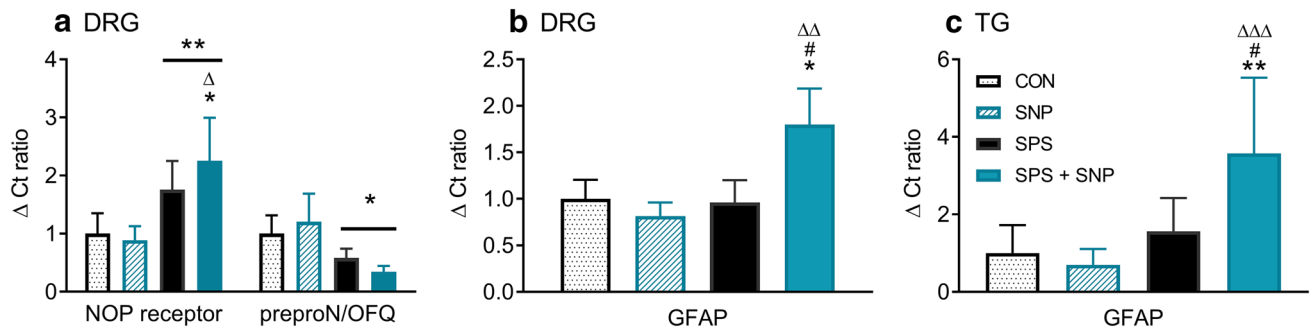 a DRG
Δ Ct ratio
4
3
2
1
0
**
Δ
*
*
NOP receptor
preproN/OFQ
b DRG
Δ Ct ratio
2.5
2.0
1.5
1.0
0.5
0.0
ΔΔ
#
*
GFAP
c TG
Δ Ct ratio
6
4
2
0
CON
SNP
SPS
SPS + SNP
ΔΔΔ
#
**
GFAP